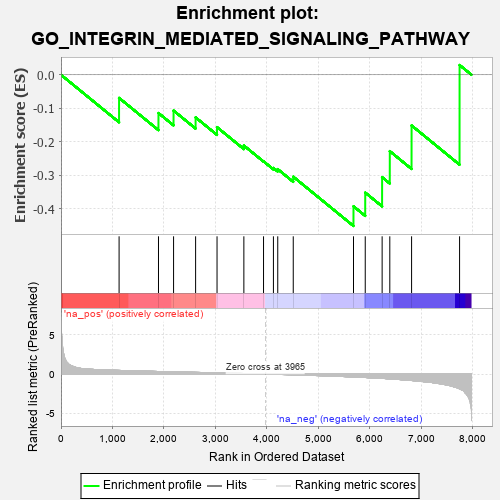 Enrichment plot:
GO_INTEGRIN_MEDIATED_SIGNALING_PATHWAY
Enrichment score (ES)
0.0
-0.1
-0.2
-0.3
-0.4
Ranked list metric (PreRanked)
5
0
-5
'na_pos' (positively correlated)
Zero cross at 3965
'na_neg' (negatively correlated)
0 1,000 2,000 3,000 4,000 5,000 6,000 7,000 8,000
Rank in Ordered Dataset
Enrichment profile Hits Ranking metric scores